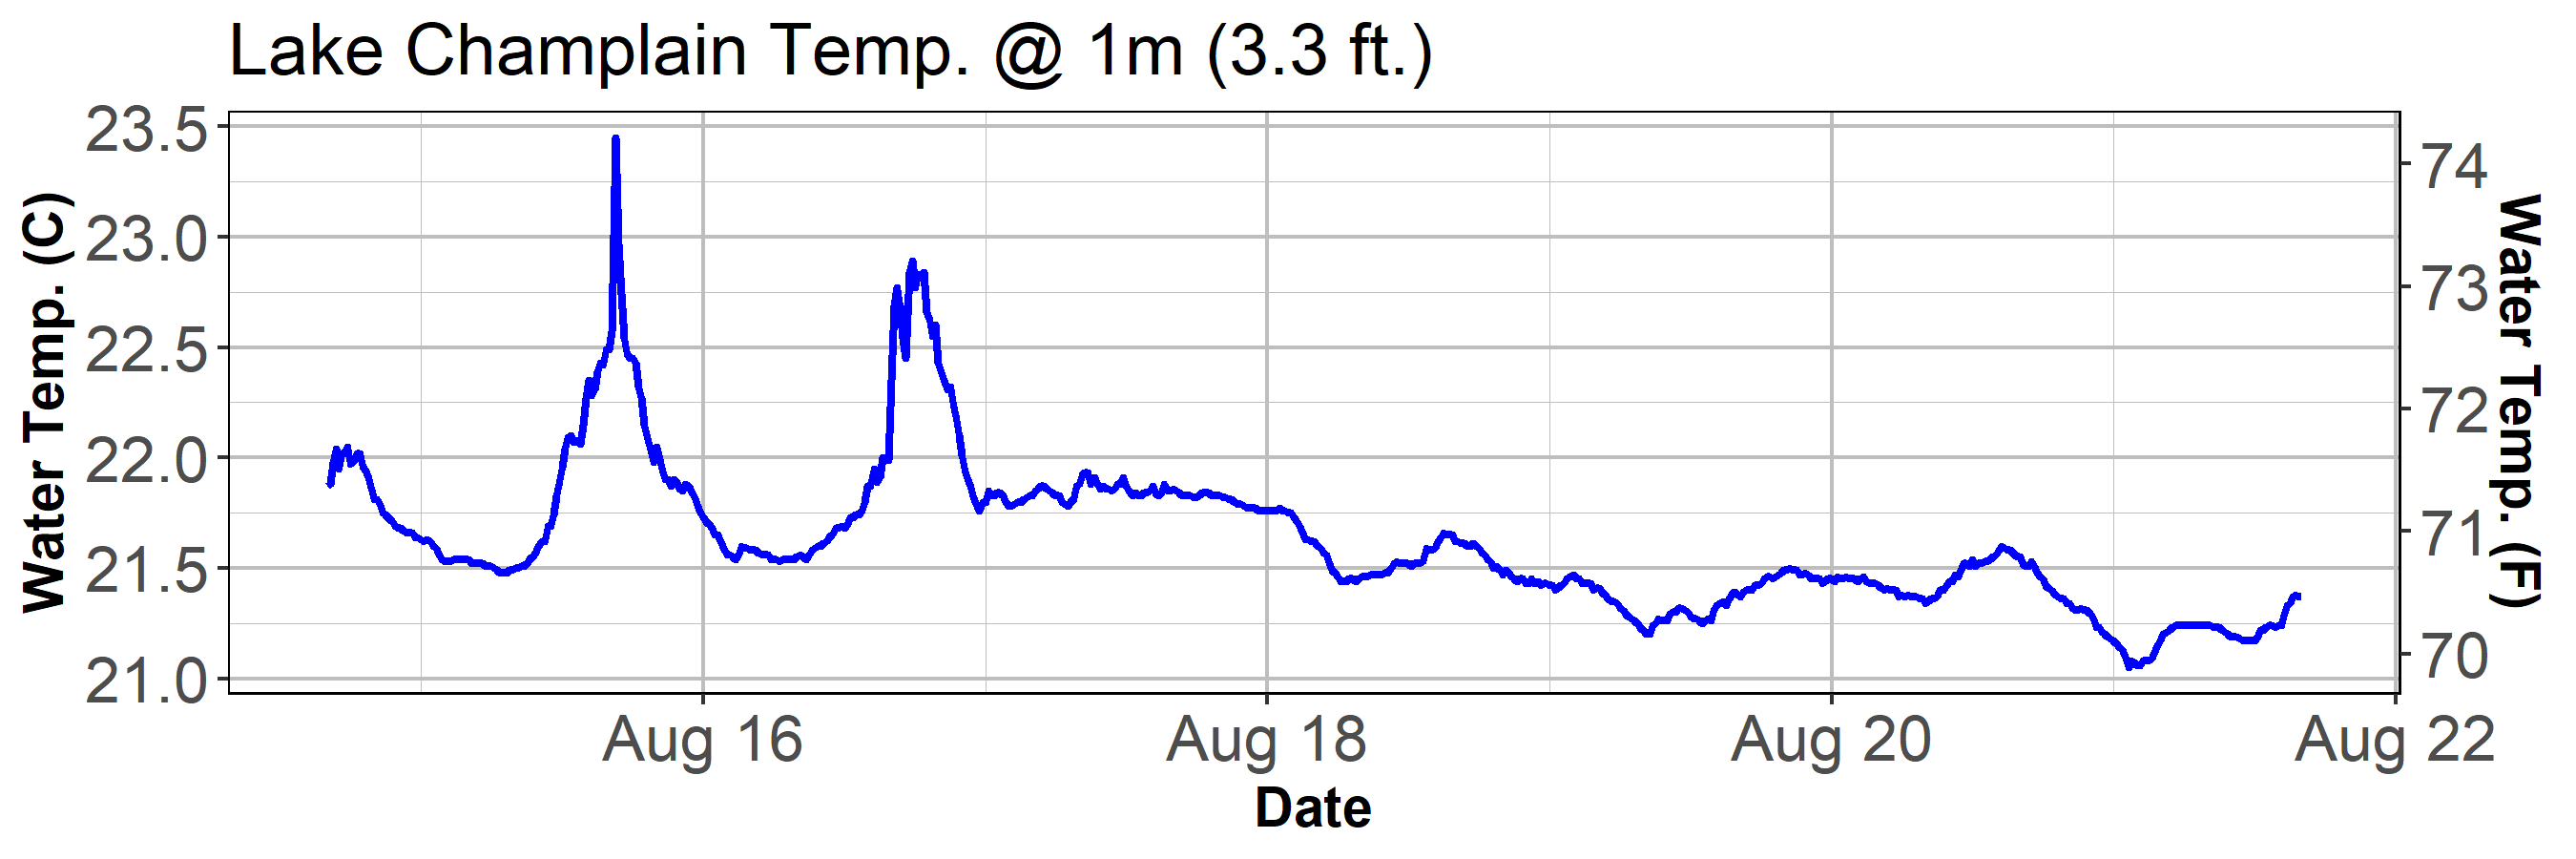 Lake Champlain Temp. @ 1m (3.3 ft.)
Water Temp. (C)
23.5
23.0
22.5
22.0
21.5
21.0
74
73
72
71
70
Water Temp. (F)
Aug 16
Aug 18
Aug 20
Aug 22
Date